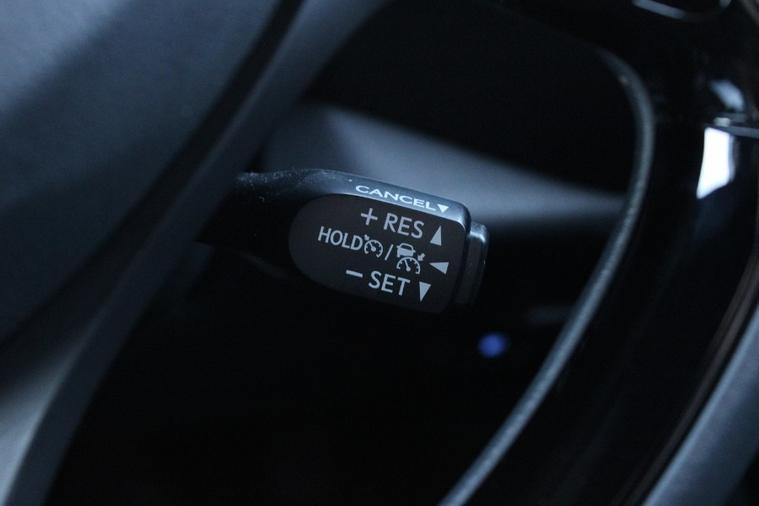 CANCEL▼
+ RES ▲
HOLD / ◀
− SET ▼